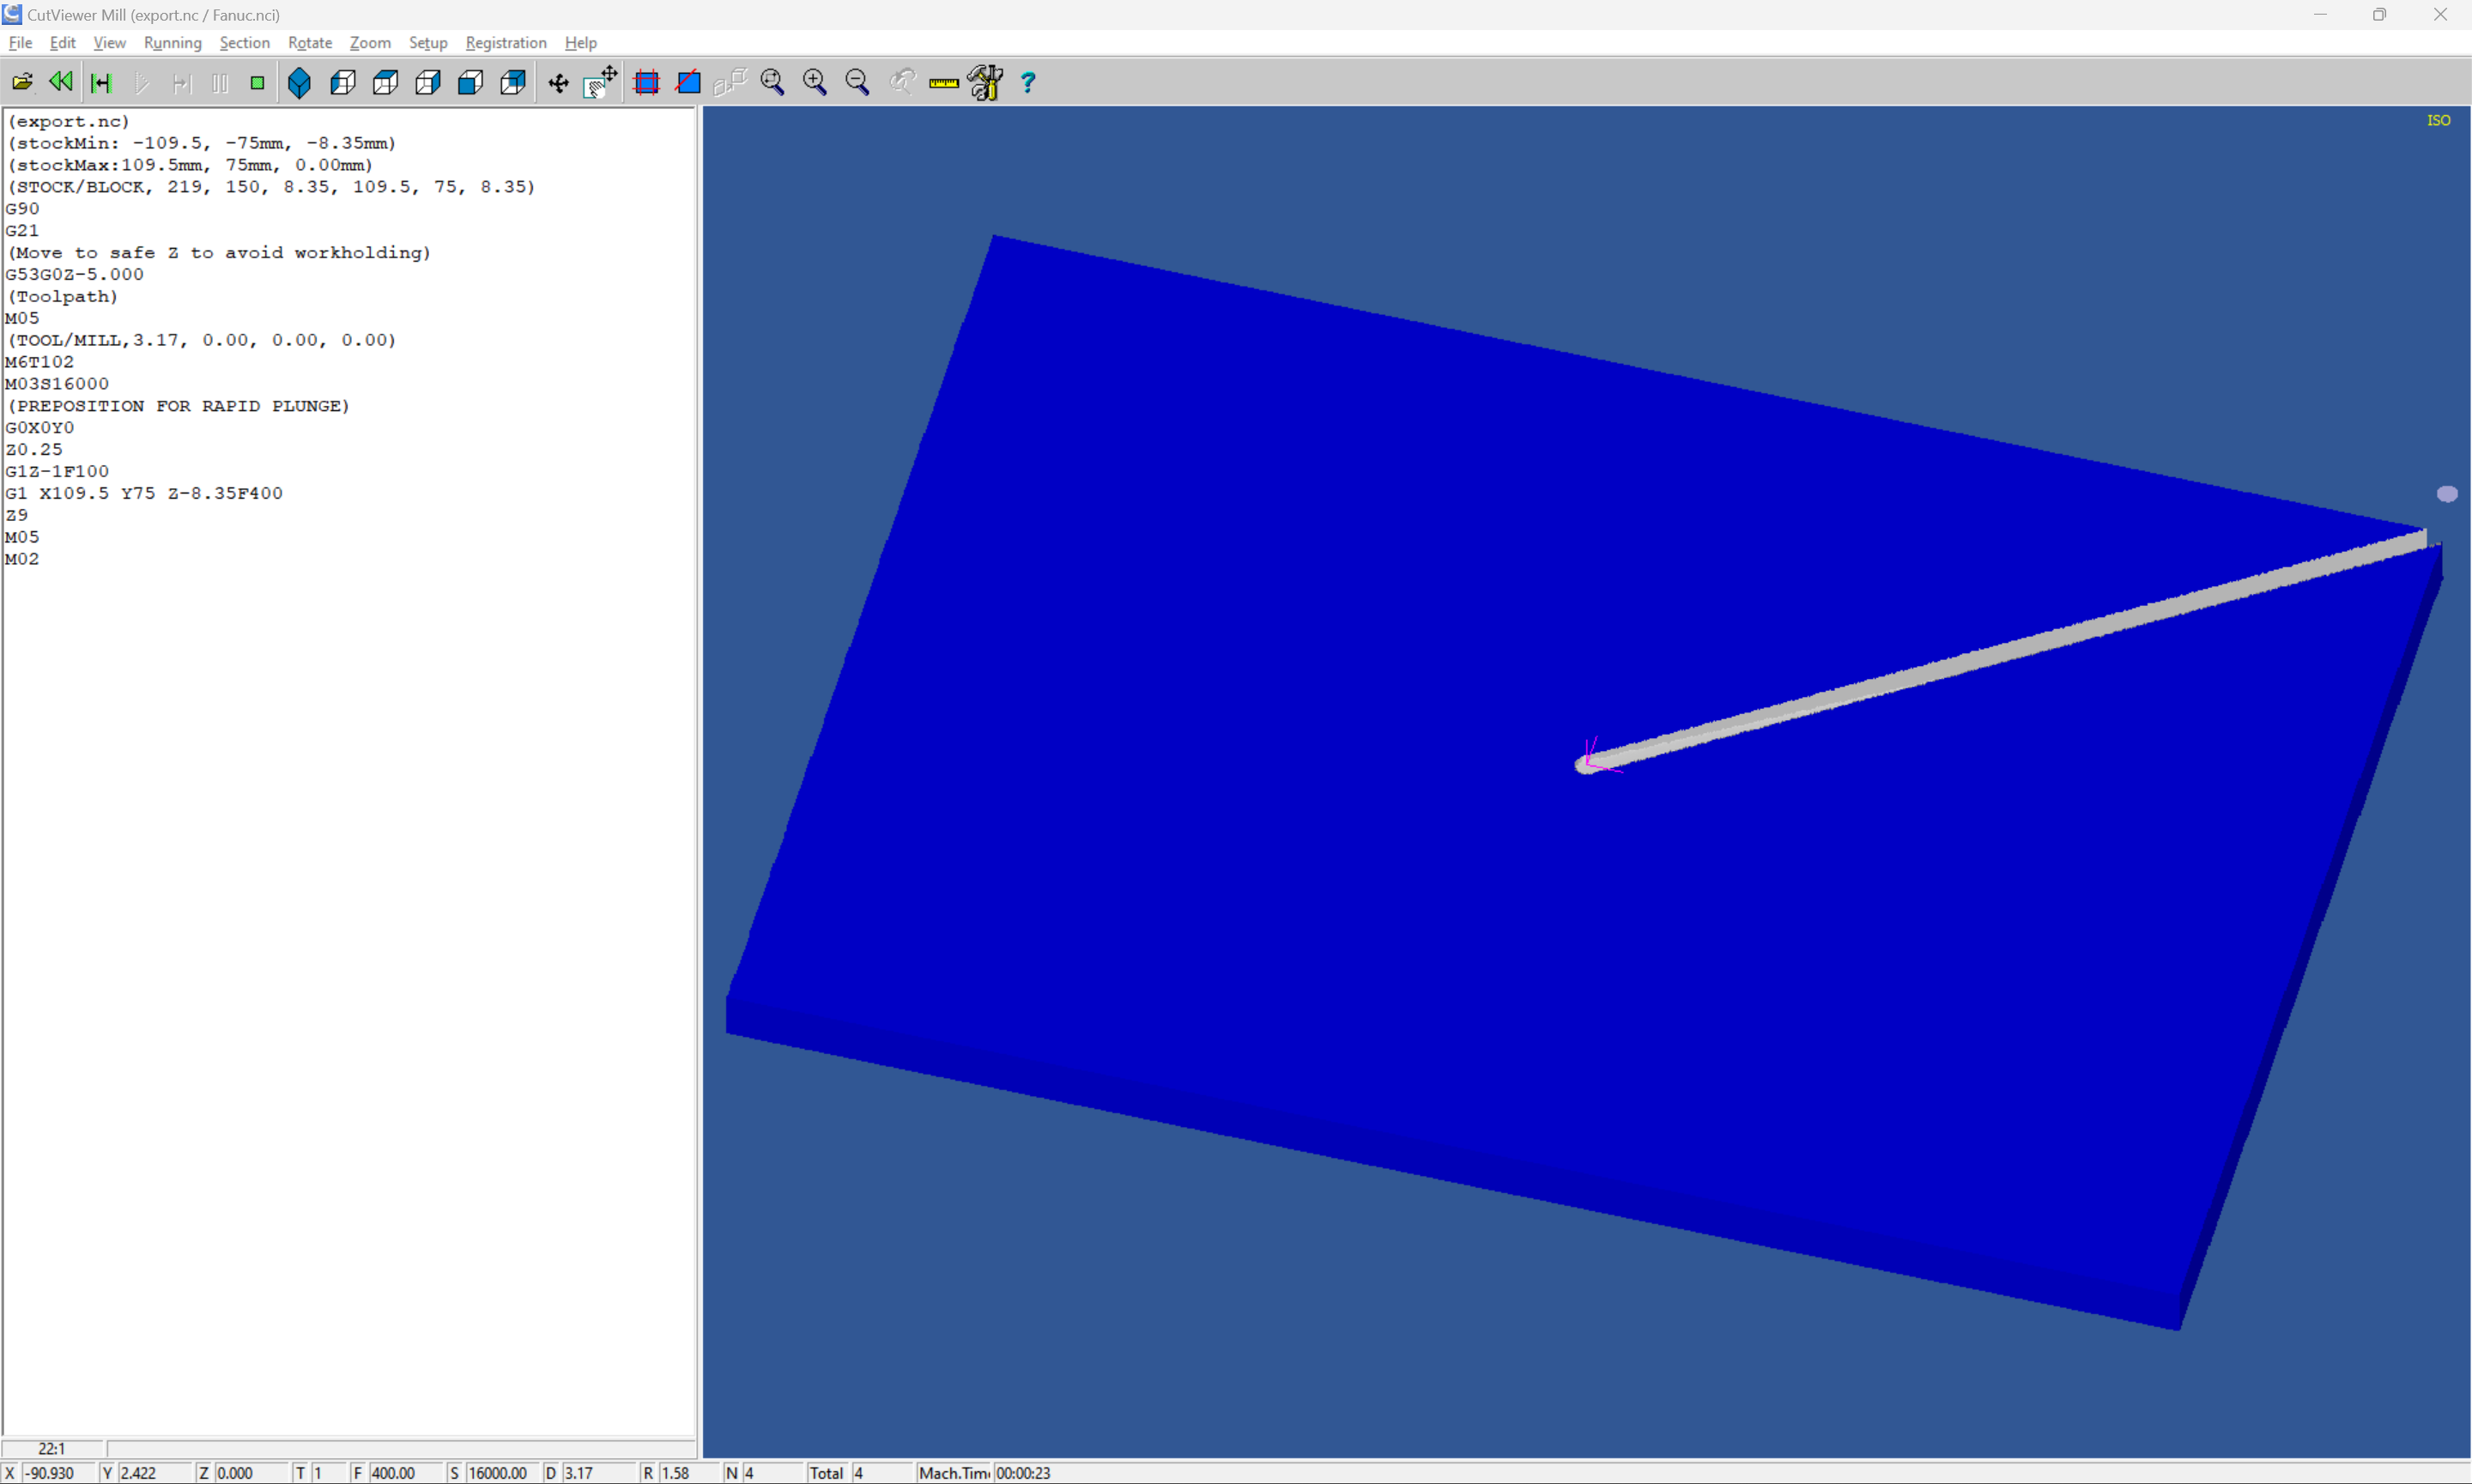 CutViewer Mill (export.nc / Fanuc.nci)
File Edit View Running Section Rotate Zoom Setup Registration Help
(export.nc)
(stockMin: -109.5, -75mm, -8.35mm)
(stockMax:109.5mm, 75mm, 0.00mm)
(STOCK/BLOCK, 219, 150, 8.35, 109.5, 75, 8.35)
G90
G21
(Move to safe Z to avoid workholding)
G53G0Z-5.000
(Toolpath)
M05
(TOOL/MILL,3.17, 0.00, 0.00, 0.00)
M6T102
M03S16000
(PREPOSITION FOR RAPID PLUNGE)
G0X0Y0
Z0.25
G1Z-1F100
G1 X109.5 Y75 Z-8.35F400
Z9
M05
M02
ISO
22:1
X -90.930 Y 2.422 Z 0.000 T 1 F 400.00 S 16000.00 D 3.17 R 1.58 N 4 Total 4 Mach.Tim 00:00:23